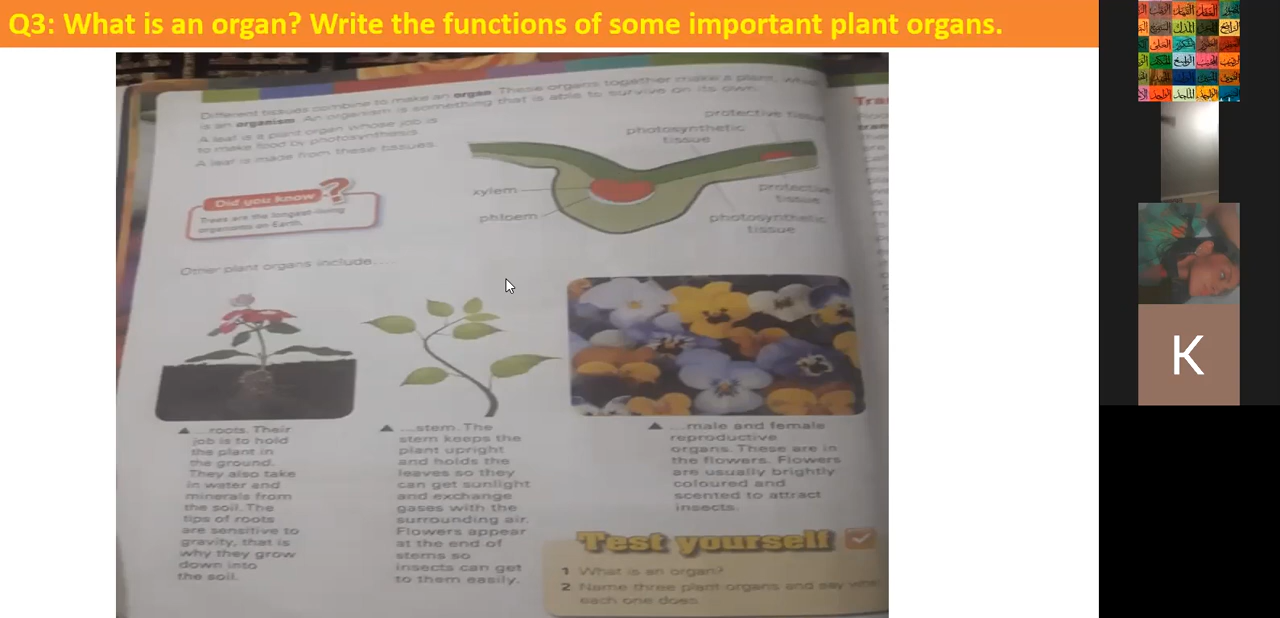 Q3: What is an organ? Write the functions of some important plant organs.
Different tissues combine to make an organ. These organs together make a plant, which
is an organism. An organism is something that is able to survive on its own.
A leaf is a plant organ whose job is
to make food by photosynthesis.
A leaf is made from these tissues.
protective tissue
photosynthetic
tissue
xylem
phloem
protective
tissue
photosynthetic
tissue
Did you know ?
Trees are the longest-living
organisms on Earth.
Other plant organs include....
...roots. Their
job is to hold
the plant in
the ground.
They also take
in water and
minerals from
the soil. The
tips of roots
are sensitive to
gravity, that is
why they grow
down into
the soil.
...stem. The
stem keeps the
plant upright
and holds the
leaves so they
can get sunlight
and exchange
gases with the
surrounding air.
Flowers appear
at the end of
stems so
insects can get
to them easily.
...male and female
reproductive
organs. These are in
the flowers. Flowers
are usually brightly
coloured and
scented to attract
insects.
Test yourself
1 What is an organ?
2 Name three plant organs and say what
each one does.
K